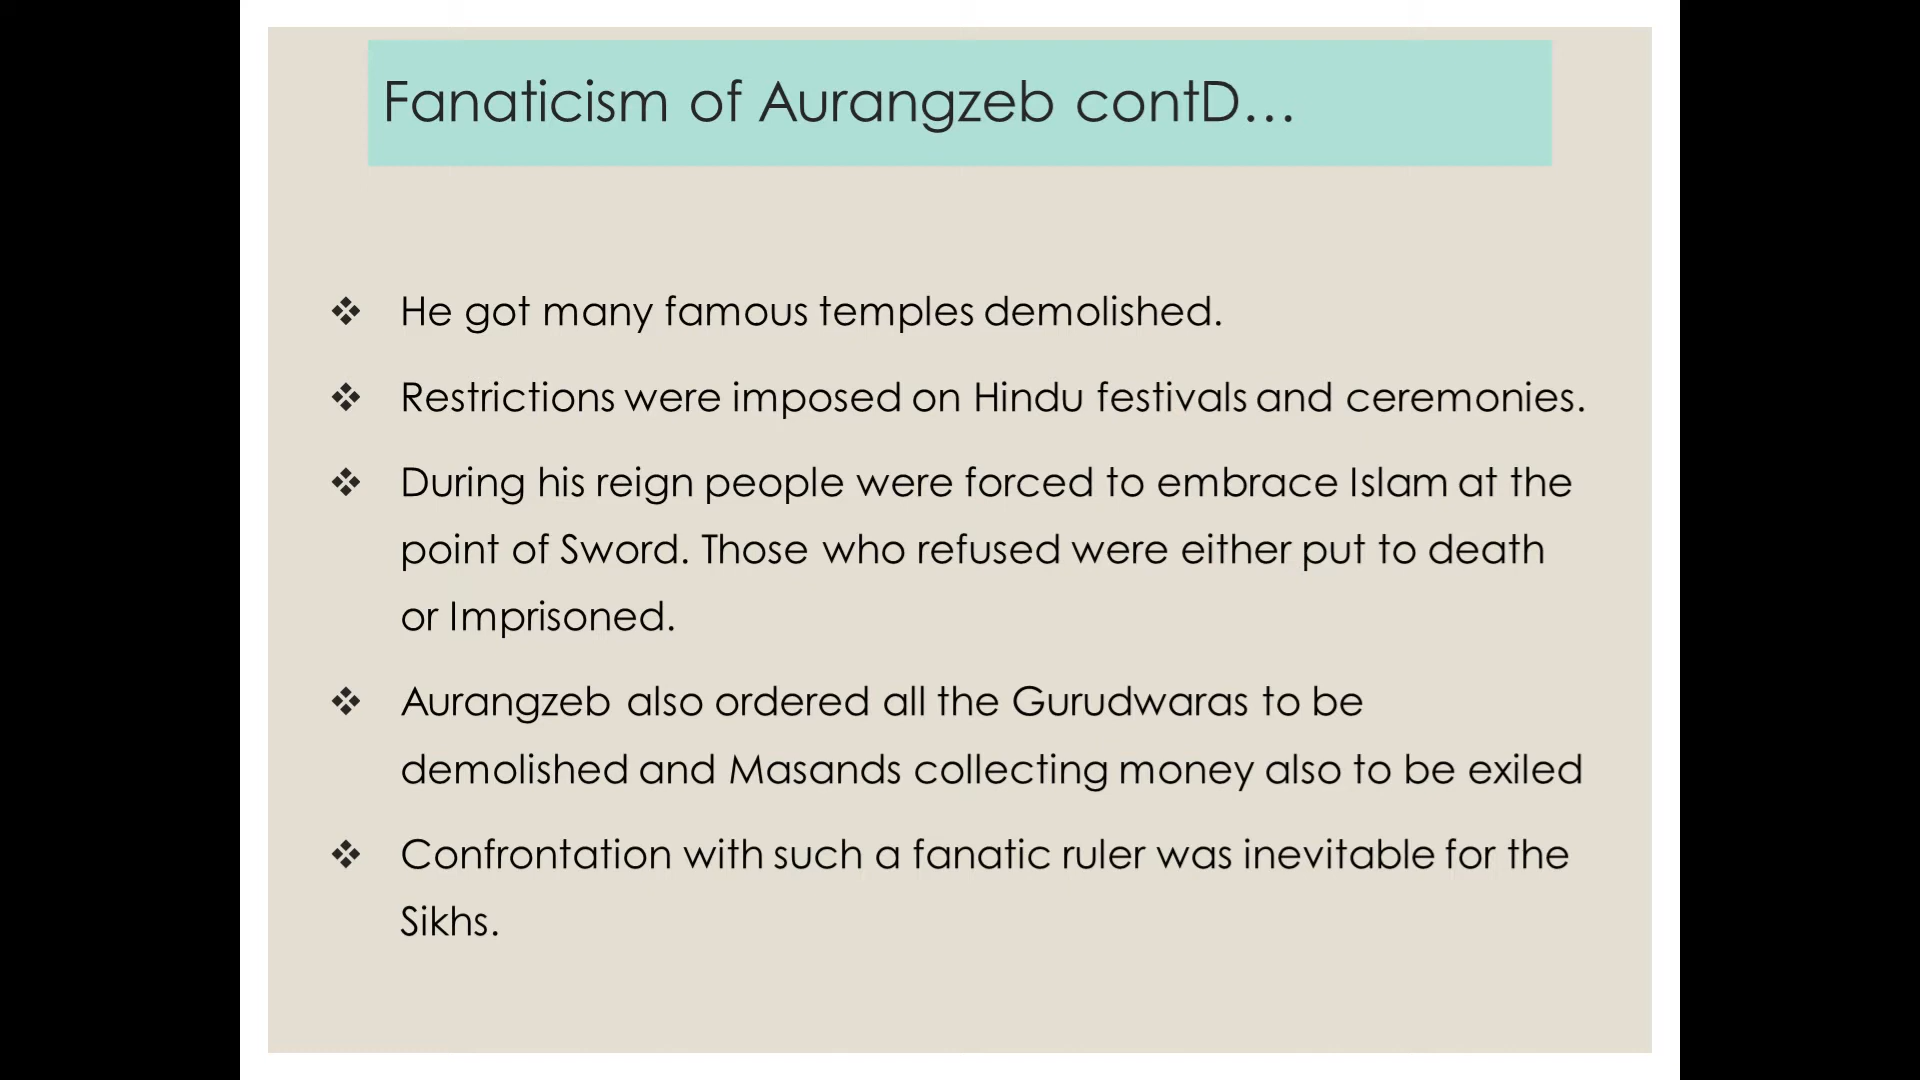 Fanaticism of Aurangzeb contD...
❖ He got many famous temples demolished.
❖ Restrictions were imposed on Hindu festivals and ceremonies.
❖ During his reign people were forced to embrace Islam at the
point of Sword. Those who refused were either put to death
or Imprisoned.
❖ Aurangzeb also ordered all the Gurudwaras to be
demolished and Masands collecting money also to be exiled
❖ Confrontation with such a fanatic ruler was inevitable for the
Sikhs.